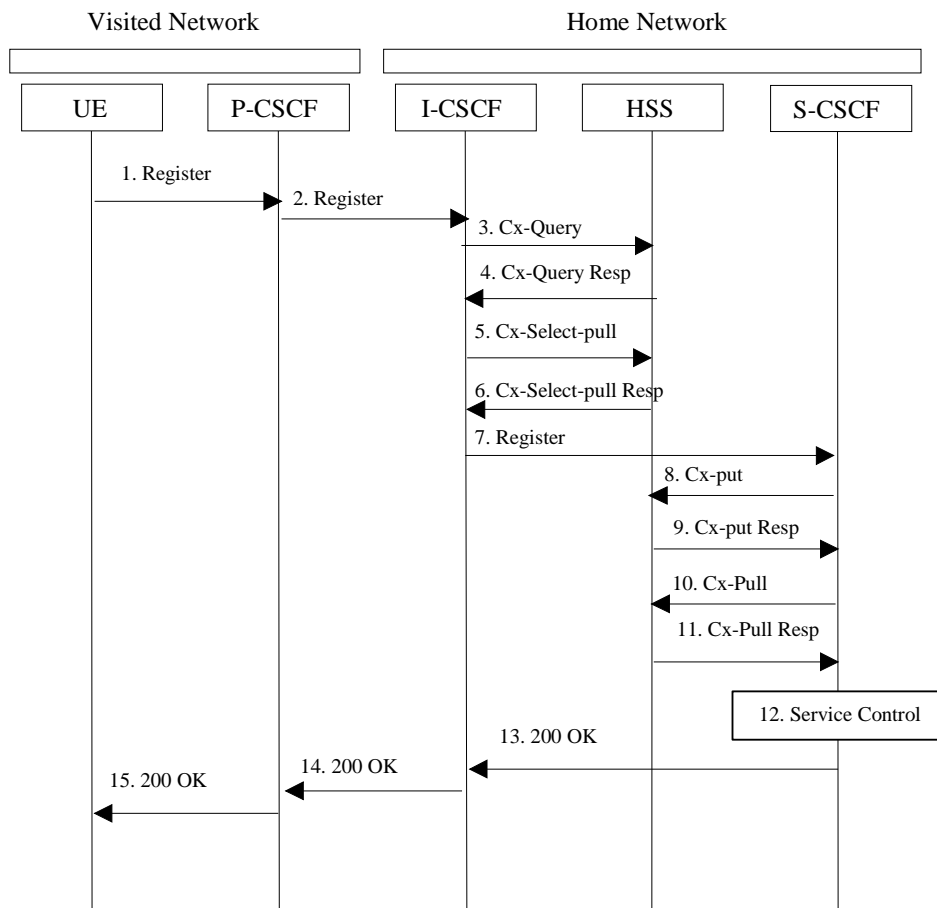 Visited Network
Home Network
UE
P-CSCF
I-CSCF
HSS
S-CSCF
1. Register
2. Register
3. Cx-Query
4. Cx-Query Resp
5. Cx-Select-pull
6. Cx-Select-pull Resp
7. Register
8. Cx-put
9. Cx-put Resp
10. Cx-Pull
11. Cx-Pull Resp
12. Service Control
13. 200 OK
14. 200 OK
15. 200 OK